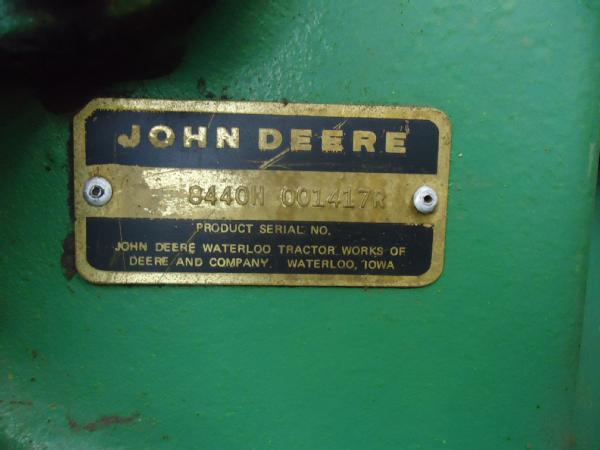 JOHN DEERE
8440H 001417R
PRODUCT SERIAL NO.
JOHN DEERE WATERLOO TRACTOR WORKS OF
DEERE AND COMPANY. WATERLOO, IOWA